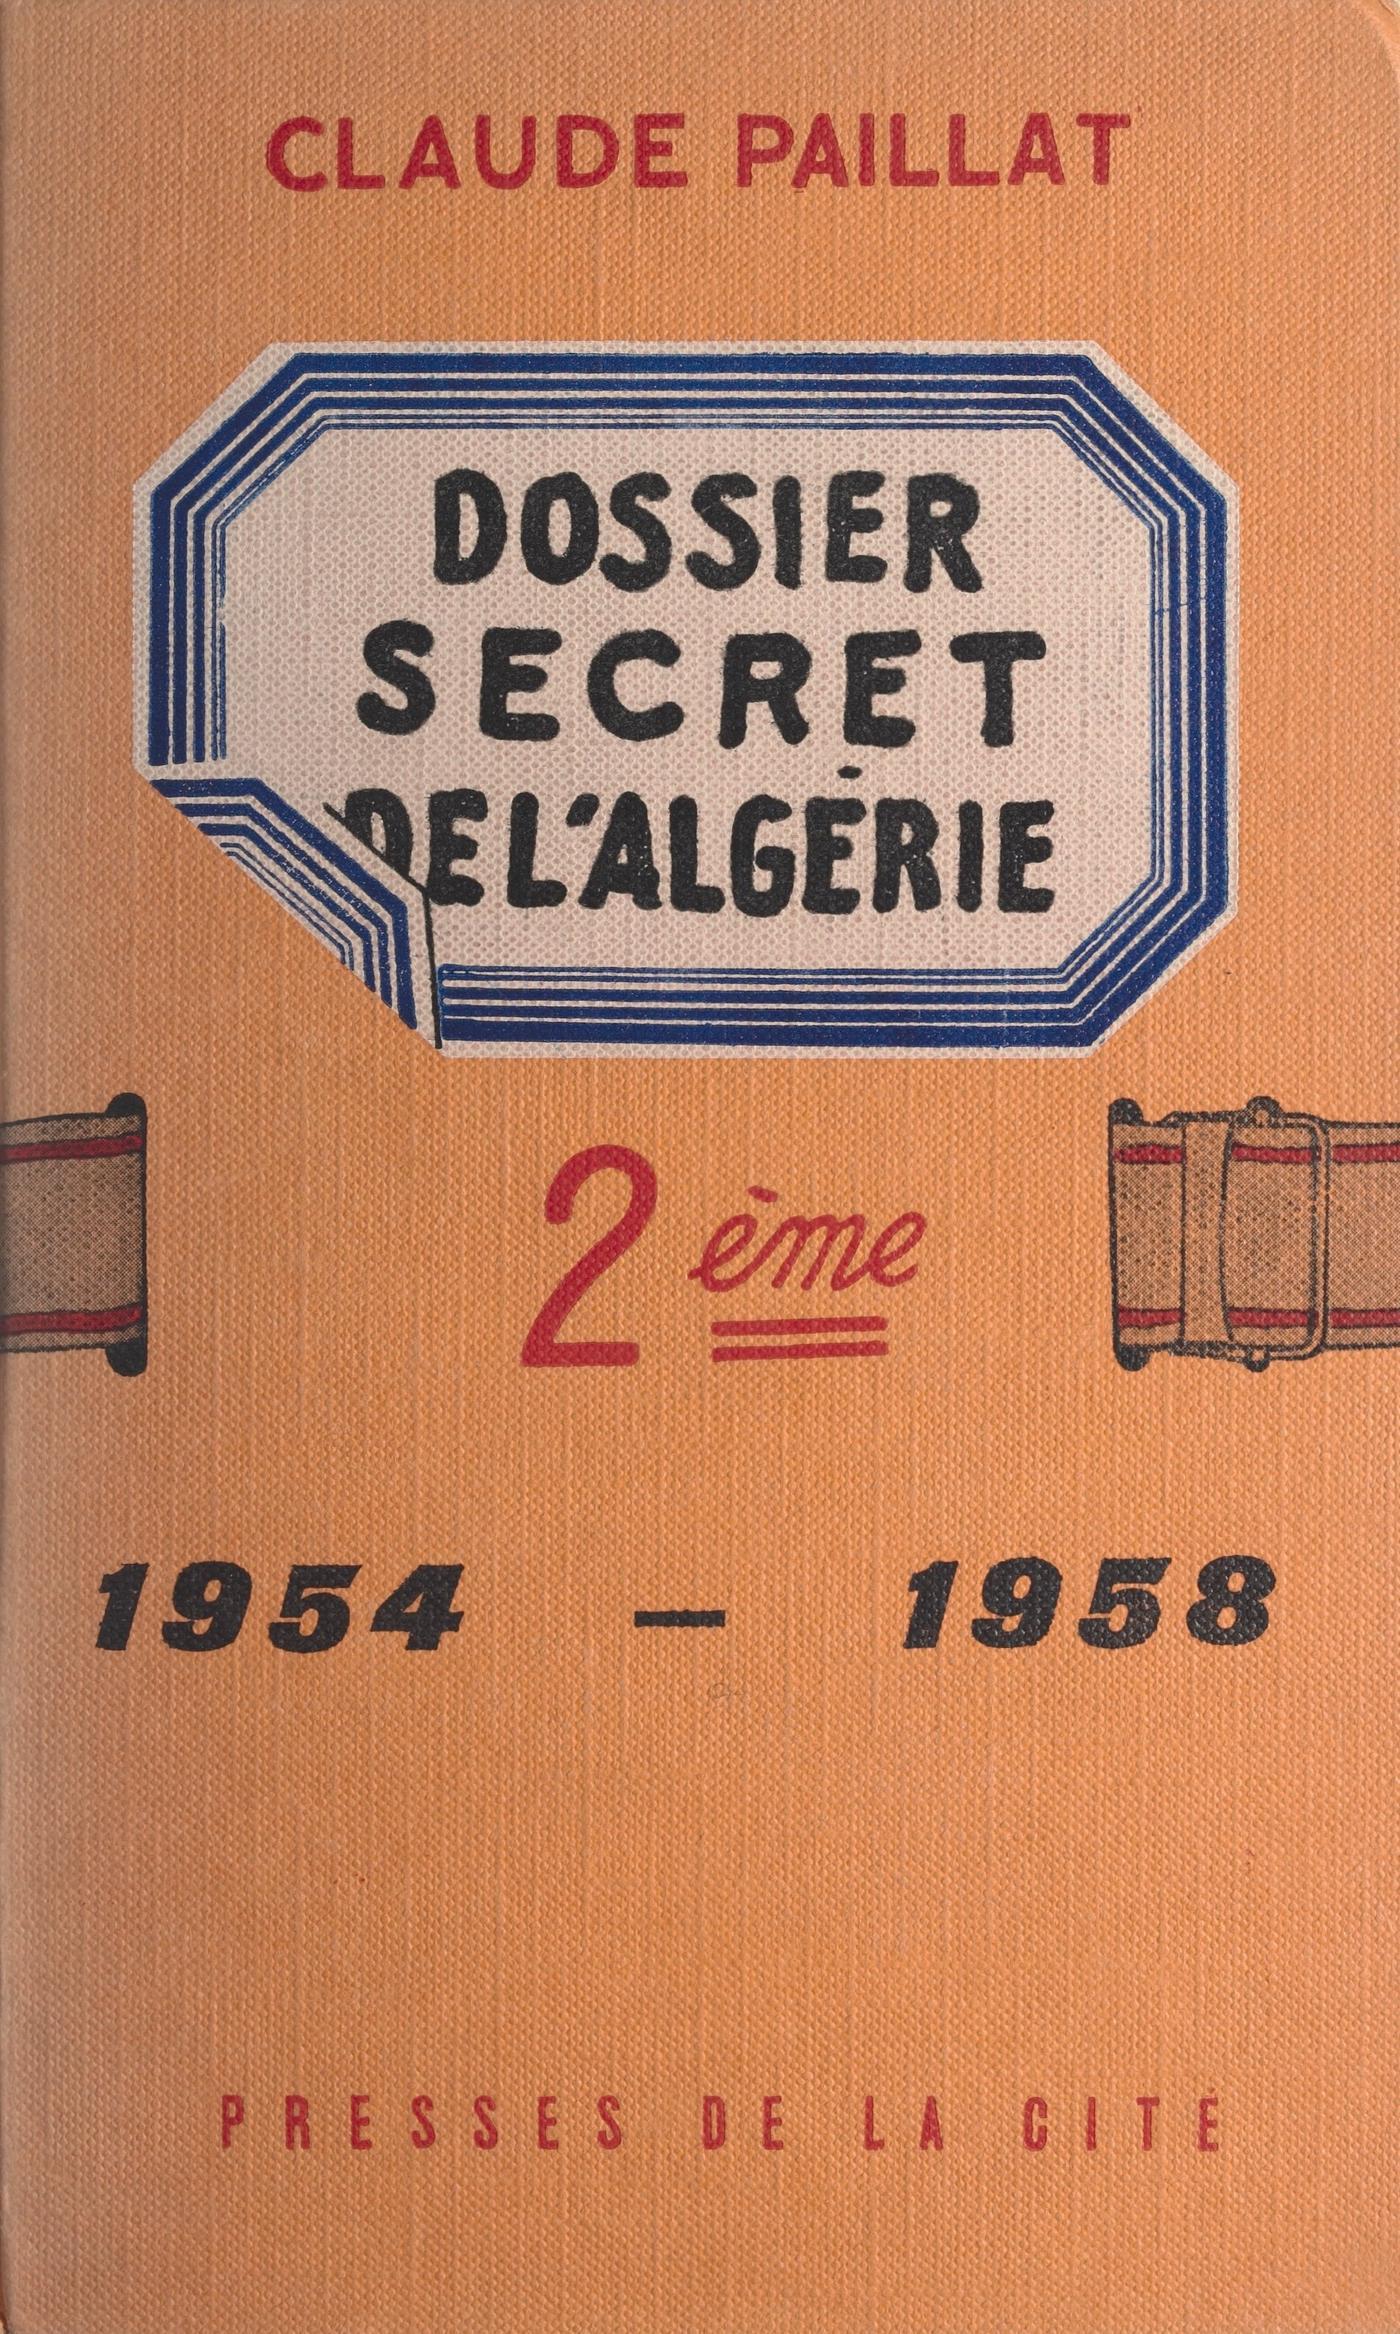 CLAUDE PAILLAT
DOSSIER
SECRET
DE L'ALGÉRIE
2ème
1954 — 1958
PRESSES DE LA CITÉ